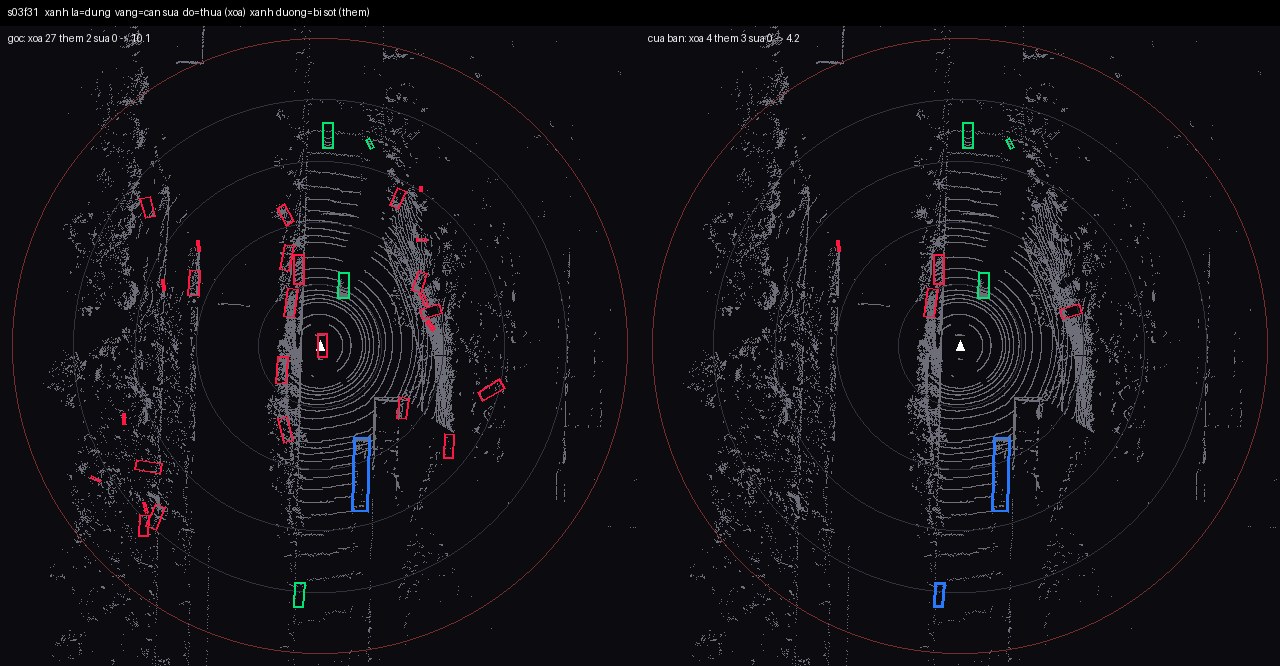 s03f31 xanh la=dung vang=can sua do=thua (xoa) xanh duong=bi sot (them)
goc: xoa 27 them 2 sua 0 -> 10.1
cua ban: xoa 4 them 3 sua 0 -> 4.2